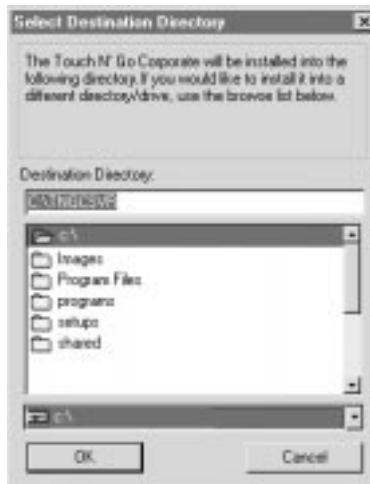 Select Destination Directory
The Touch N' Go Corporate will be installed into the
following directory. If you would like to install it into a
different directory/drive, use the browse list below.
Destination Directory:
c:\
Images
Program Files
programs
setups
shared
c:\
OK
Cancel